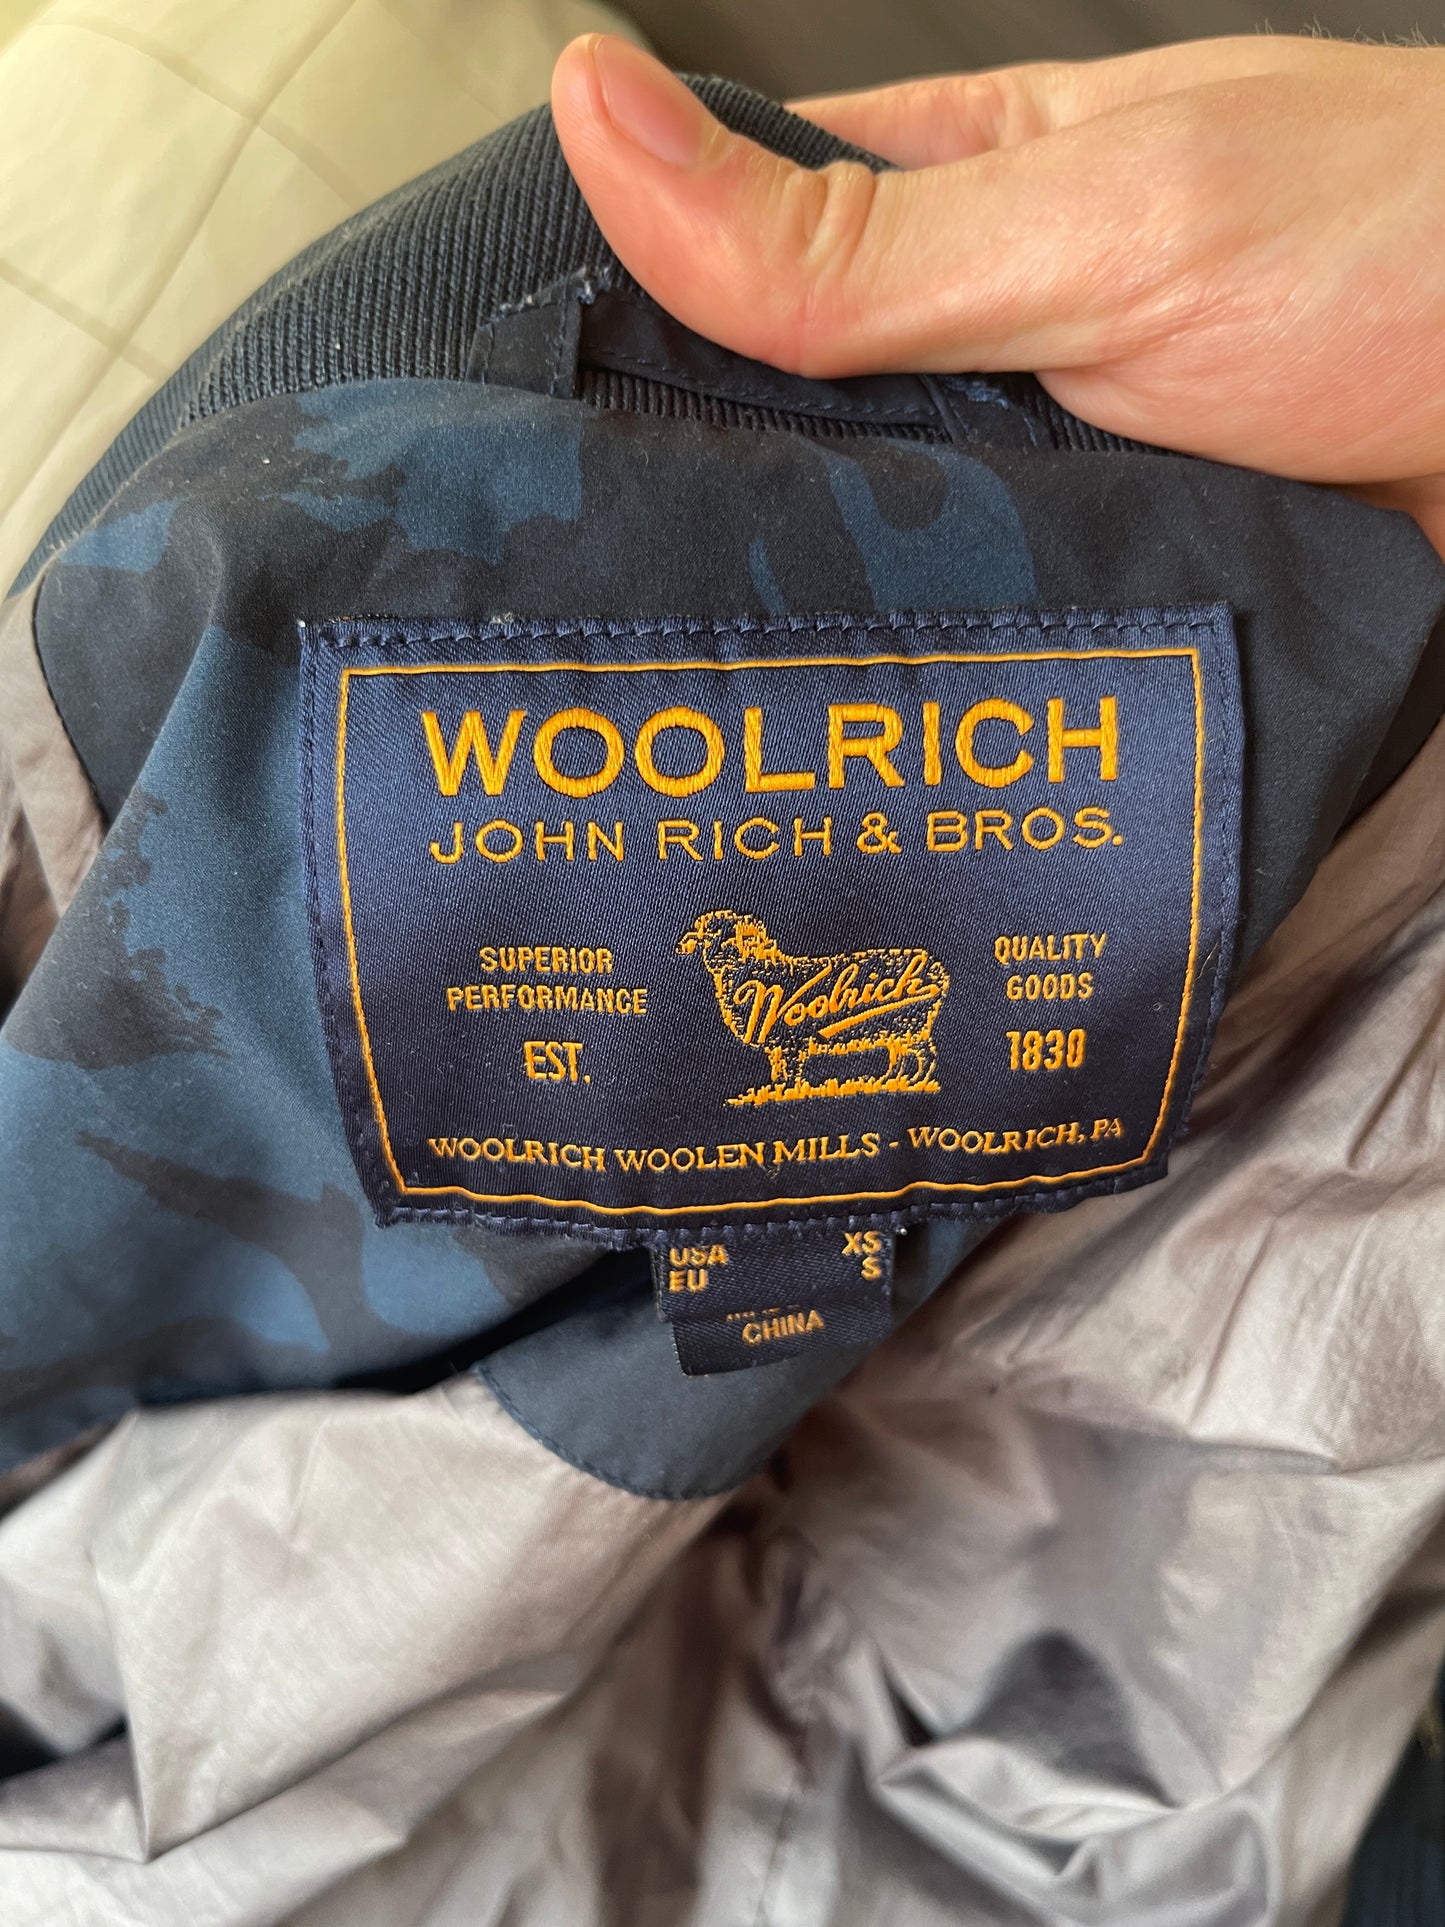 WOOLRICH
JOHN RICH & BROS.
SUPERIOR
PERFORMANCE
EST.
Woolrich
QUALITY
GOODS
1830
WOOLRICH WOOLEN MILLS - WOOLRICH, PA
USA XS
EU S
CHINA